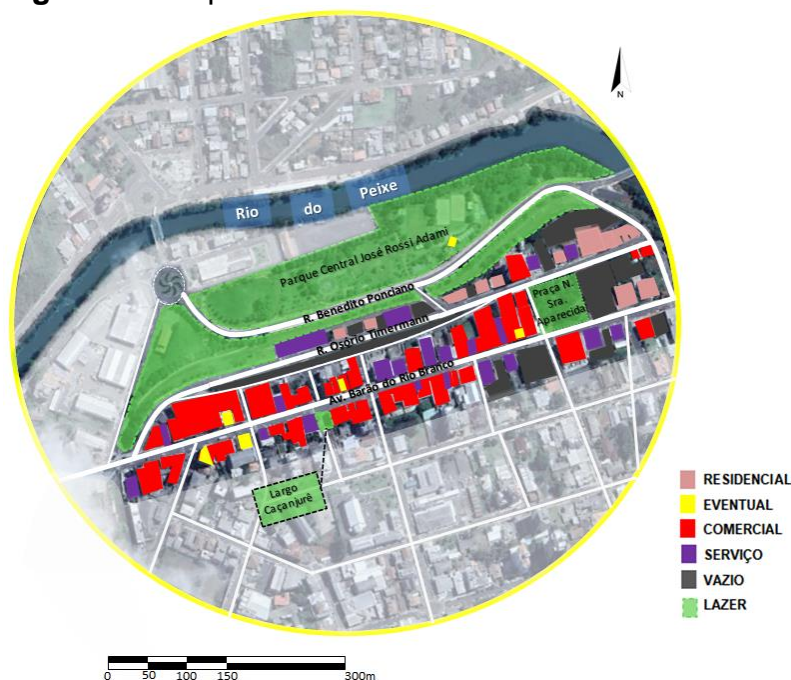 N
Rio do Peixe
Parque Central José Rossi Adami
R. Benedito Ponciano
R. Osório Timermann
Av. Barão do Rio Branco
Praça N.
Sra.
Aparecida
Largo
Caçanjurê
RESIDENCIAL
EVENTUAL
COMERCIAL
SERVIÇO
VAZIO
LAZER
0 50 100 150 300m